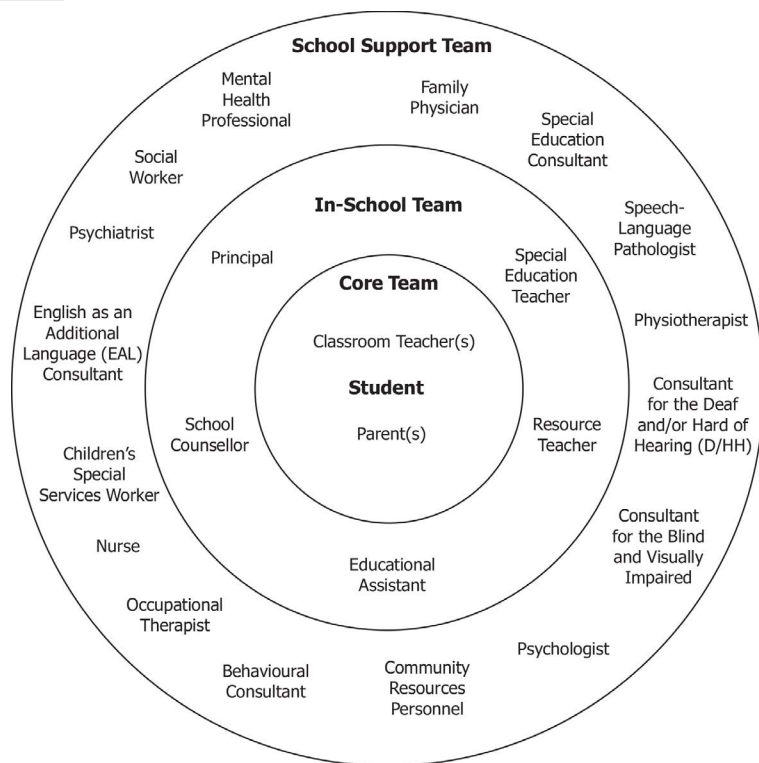 School Support Team
Mental
Health
Professional
Family
Physician
Special
Education
Consultant
Social
Worker
Speech-
Language
Pathologist
Psychiatrist
Physiotherapist
English as an
Additional
Language (EAL)
Consultant
Consultant
for the Deaf
and/or Hard of
Hearing (D/HH)
Children's
Special
Services Worker
Consultant
for the Blind
and Visually
Impaired
Nurse
Occupational
Therapist
Psychologist
Behavioural
Consultant
Community
Resources
Personnel
In-School Team
Principal
Special
Education
Teacher
School
Counsellor
Resource
Teacher
Educational
Assistant
Core Team
Classroom Teacher(s)
Student
Parent(s)